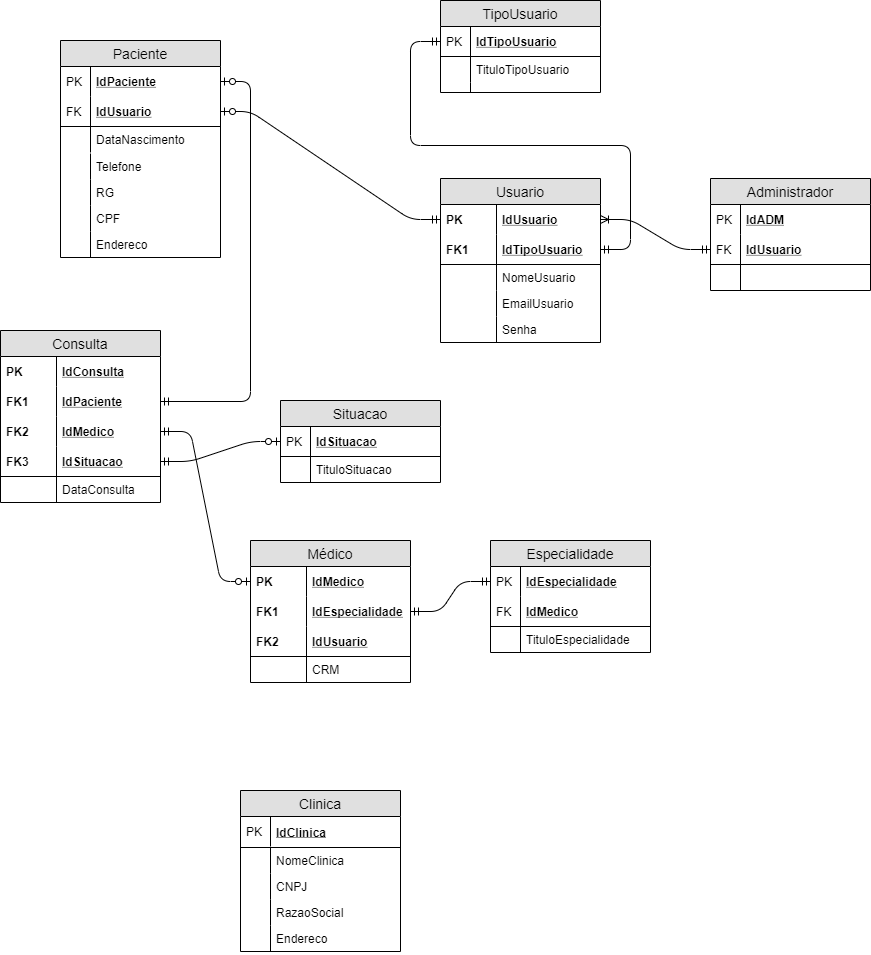 TipoUsuario
PK IdTipoUsuario
TituloTipoUsuario
Paciente
PK IdPaciente
FK IdUsuario
DataNascimento
Telefone
RG
CPF
Endereco
Usuario
PK IdUsuario
FK1 IdTipoUsuario
NomeUsuario
EmailUsuario
Senha
Administrador
PK IdADM
FK IdUsuario
Consulta
PK IdConsulta
FK1 IdPaciente
FK2 IdMedico
FK3 IdSituacao
DataConsulta
Situacao
PK IdSituacao
TituloSituacao
Médico
PK IdMedico
FK1 IdEspecialidade
FK2 IdUsuario
CRM
Especialidade
PK IdEspecialidade
FK IdMedico
TituloEspecialidade
Clinica
PK IdClinica
NomeClinica
CNPJ
RazaoSocial
Endereco